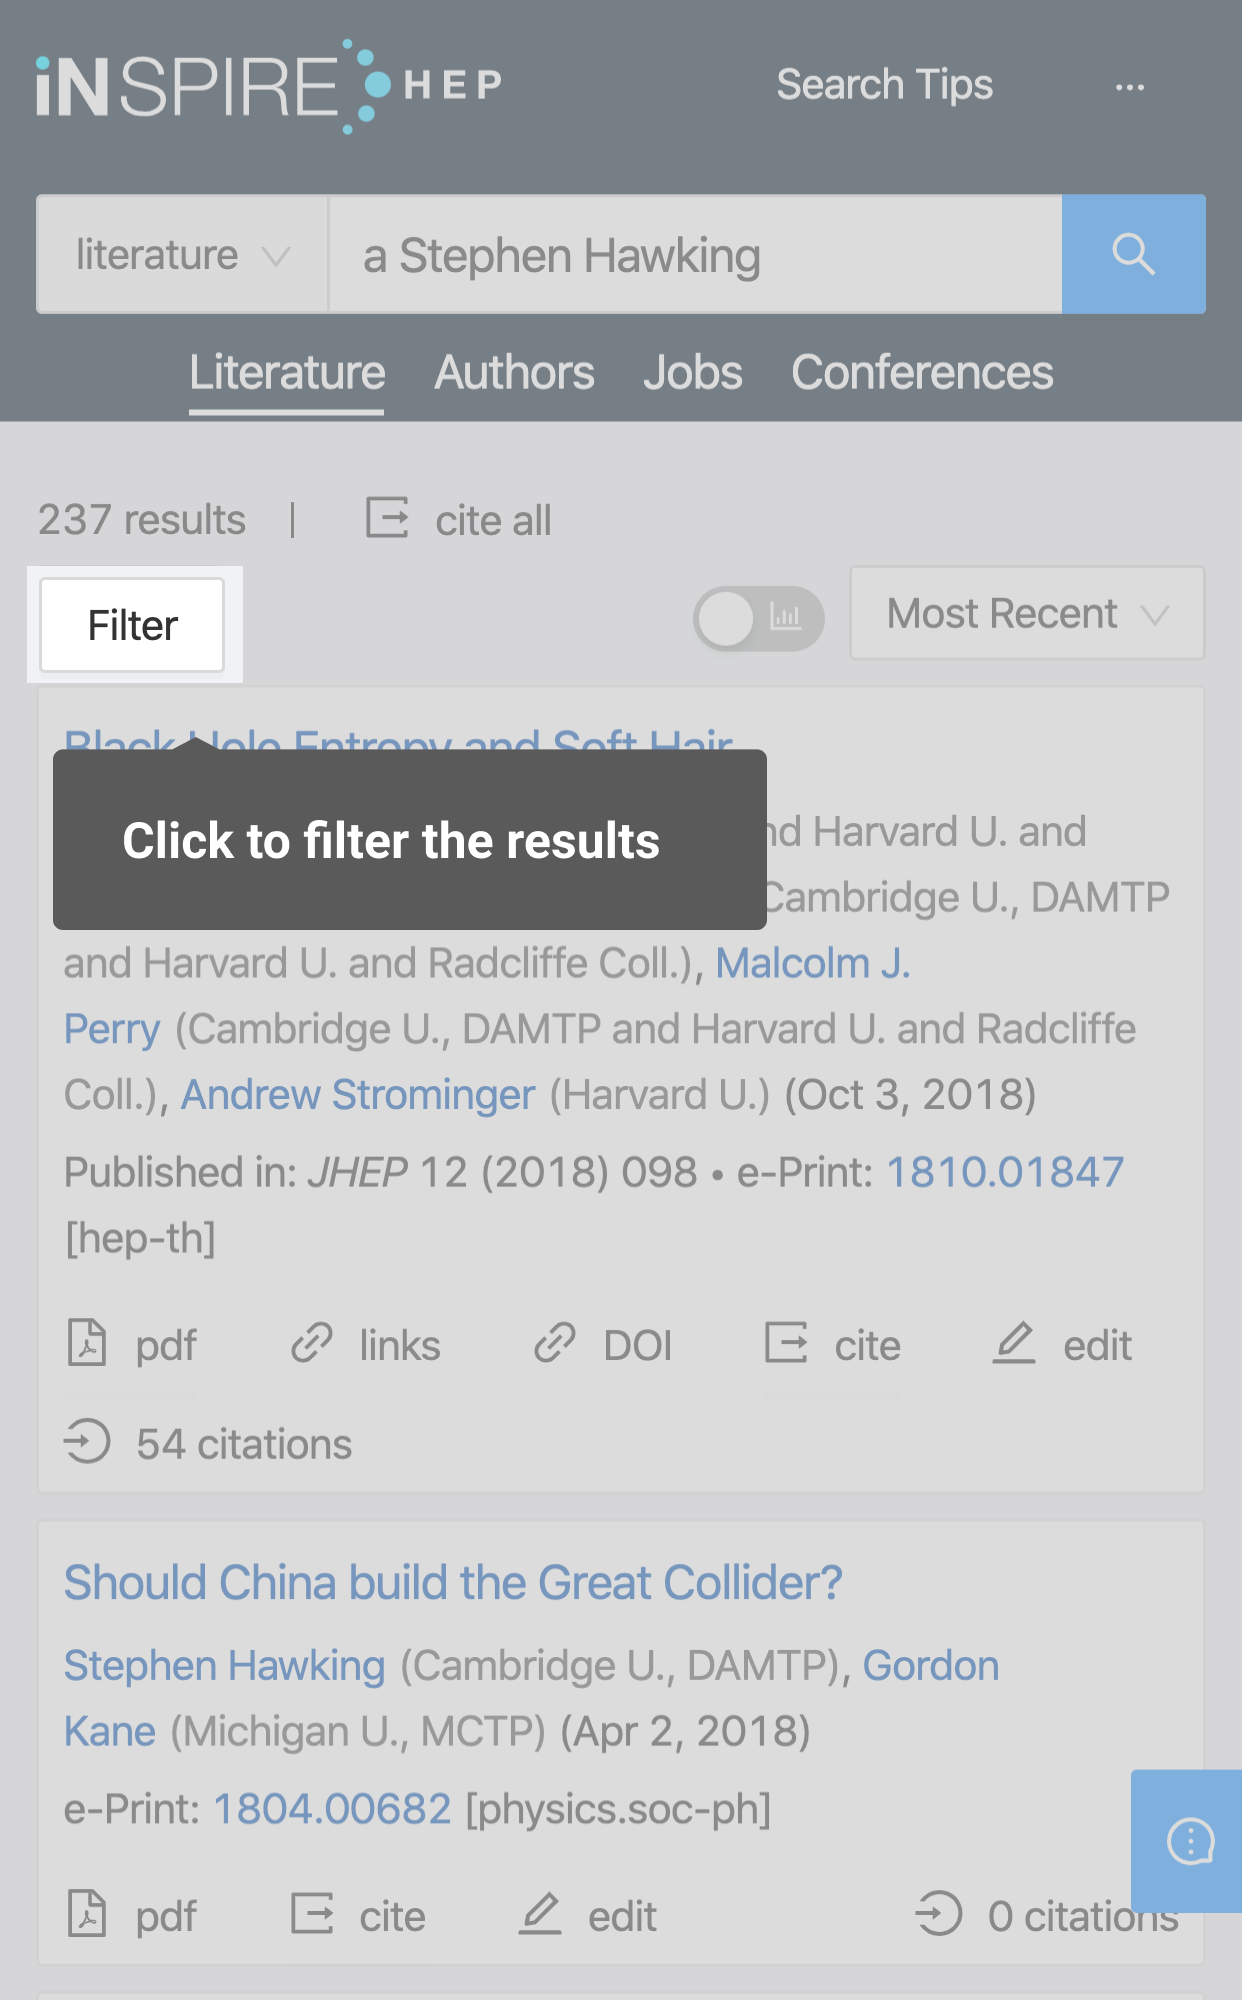 iNSPIRE HEP
Search Tips
literature
a Stephen Hawking
Literature Authors Jobs Conferences
237 results | cite all
Filter
Most Recent
Black Hole Entropy and Soft Hair
Click to filter the results
Harvard U. and
Cambridge U., DAMTP
and Harvard U. and Radcliffe Coll.), Malcolm J.
Perry (Cambridge U., DAMTP and Harvard U. and Radcliffe
Coll.), Andrew Strominger (Harvard U.) (Oct 3, 2018)
Published in: JHEP 12 (2018) 098 • e-Print: 1810.01847
[hep-th]
pdf links DOI cite edit
54 citations
Should China build the Great Collider?
Stephen Hawking (Cambridge U., DAMTP), Gordon
Kane (Michigan U., MCTP) (Apr 2, 2018)
e-Print: 1804.00682 [physics.soc-ph]
pdf cite edit 0 citations